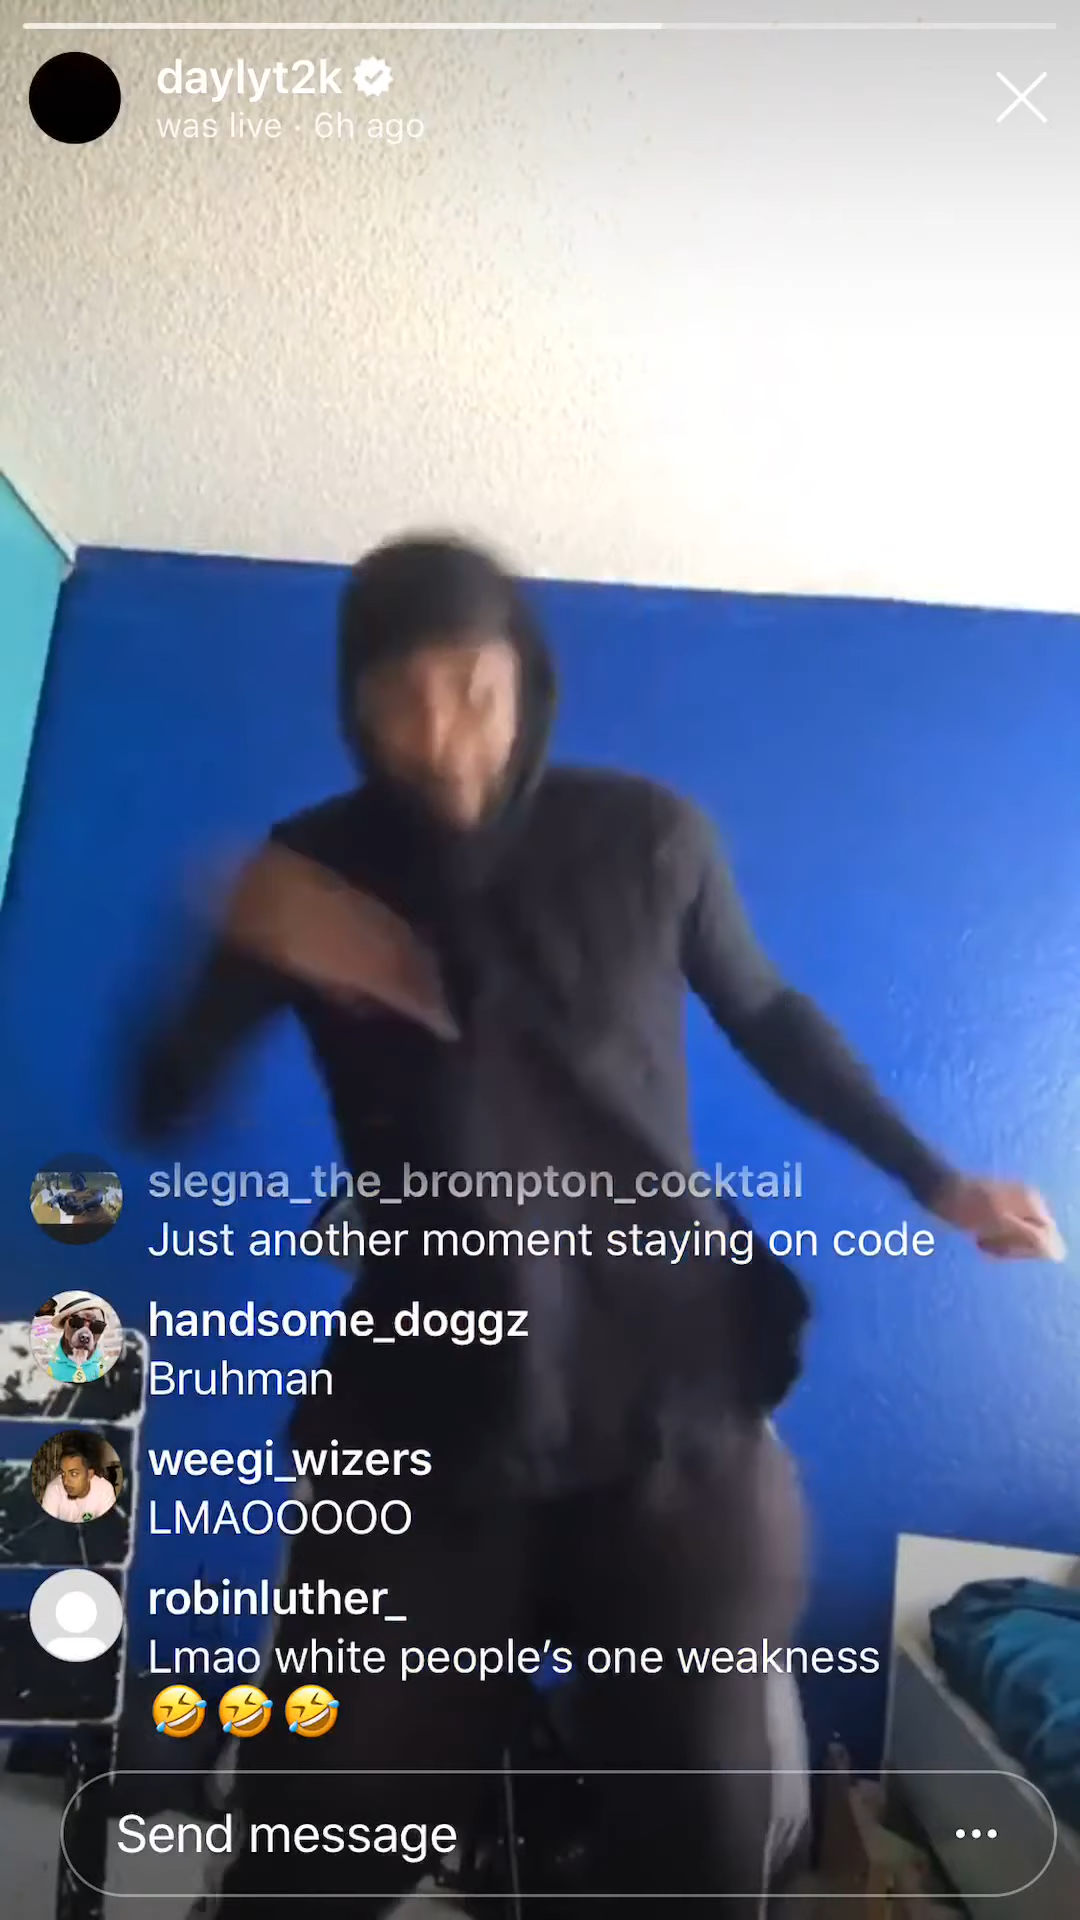 daylyt2k
was live · 6h ago
slegna_the_brompton_cocktail
Just another moment staying on code
handsome_doggz
Bruhman
weegi_wizers
LMAOOOOO
robinluther_
Lmao white people’s one weakness
🤣🤣🤣
Send message